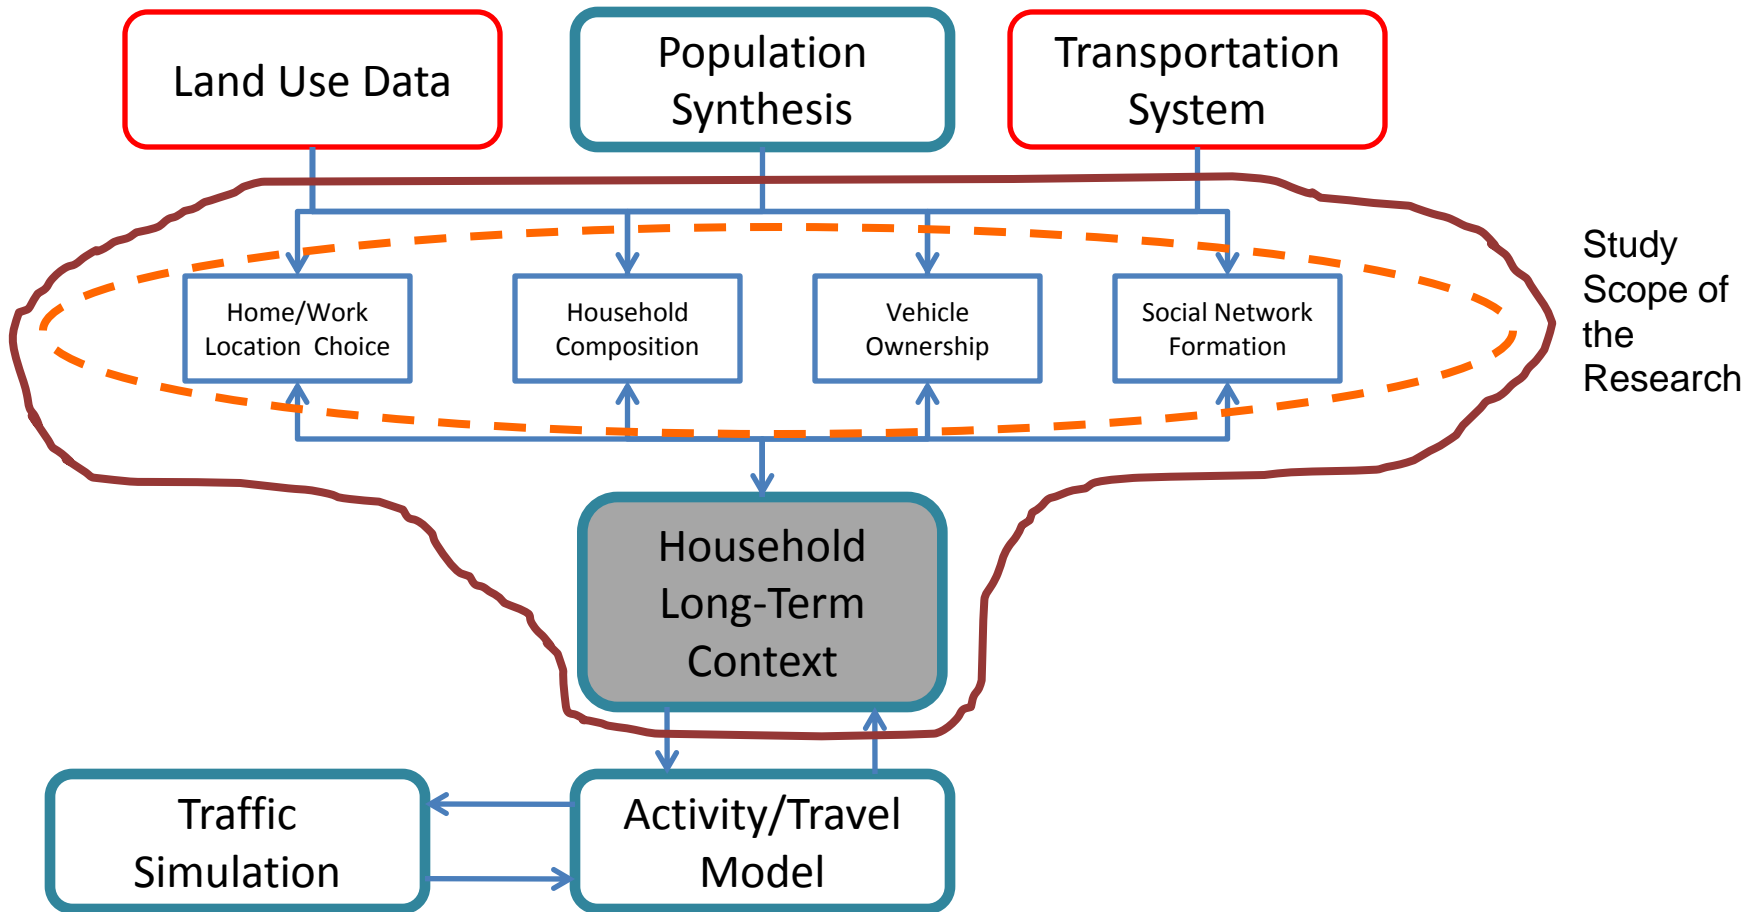 Land Use Data
Population
Synthesis
Transportation
System
Study
Scope of
the
Research
Home/Work
Location Choice
Household
Composition
Vehicle
Ownership
Social Network
Formation
Household
Long-Term
Context
Traffic
Simulation
Activity/Travel
Model